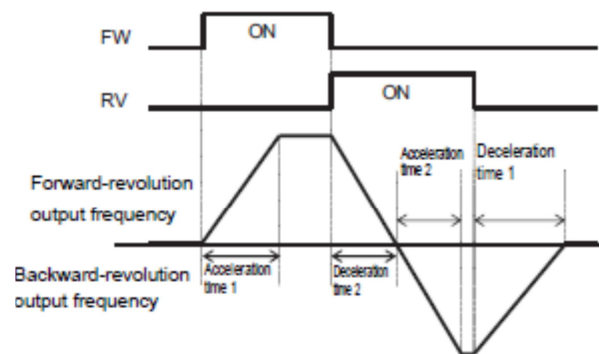 FW
ON
RV
ON
Acceleration
time 2
Deceleration
time 1
Forward-revolution
output frequency
Backward-revolution
output frequency
Acceleration
time 1
Deceleration
time 2